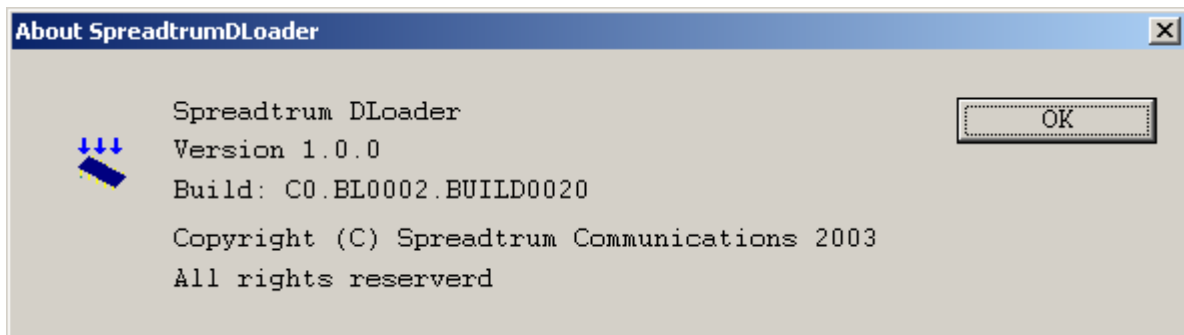 About SpreadtrumDLoader
Spreadtrum DLoader
OK
Version 1.0.0
Build: C0.BL0002.BUILD0020
Copyright (C) Spreadtrum Communications 2003
All rights reserverd